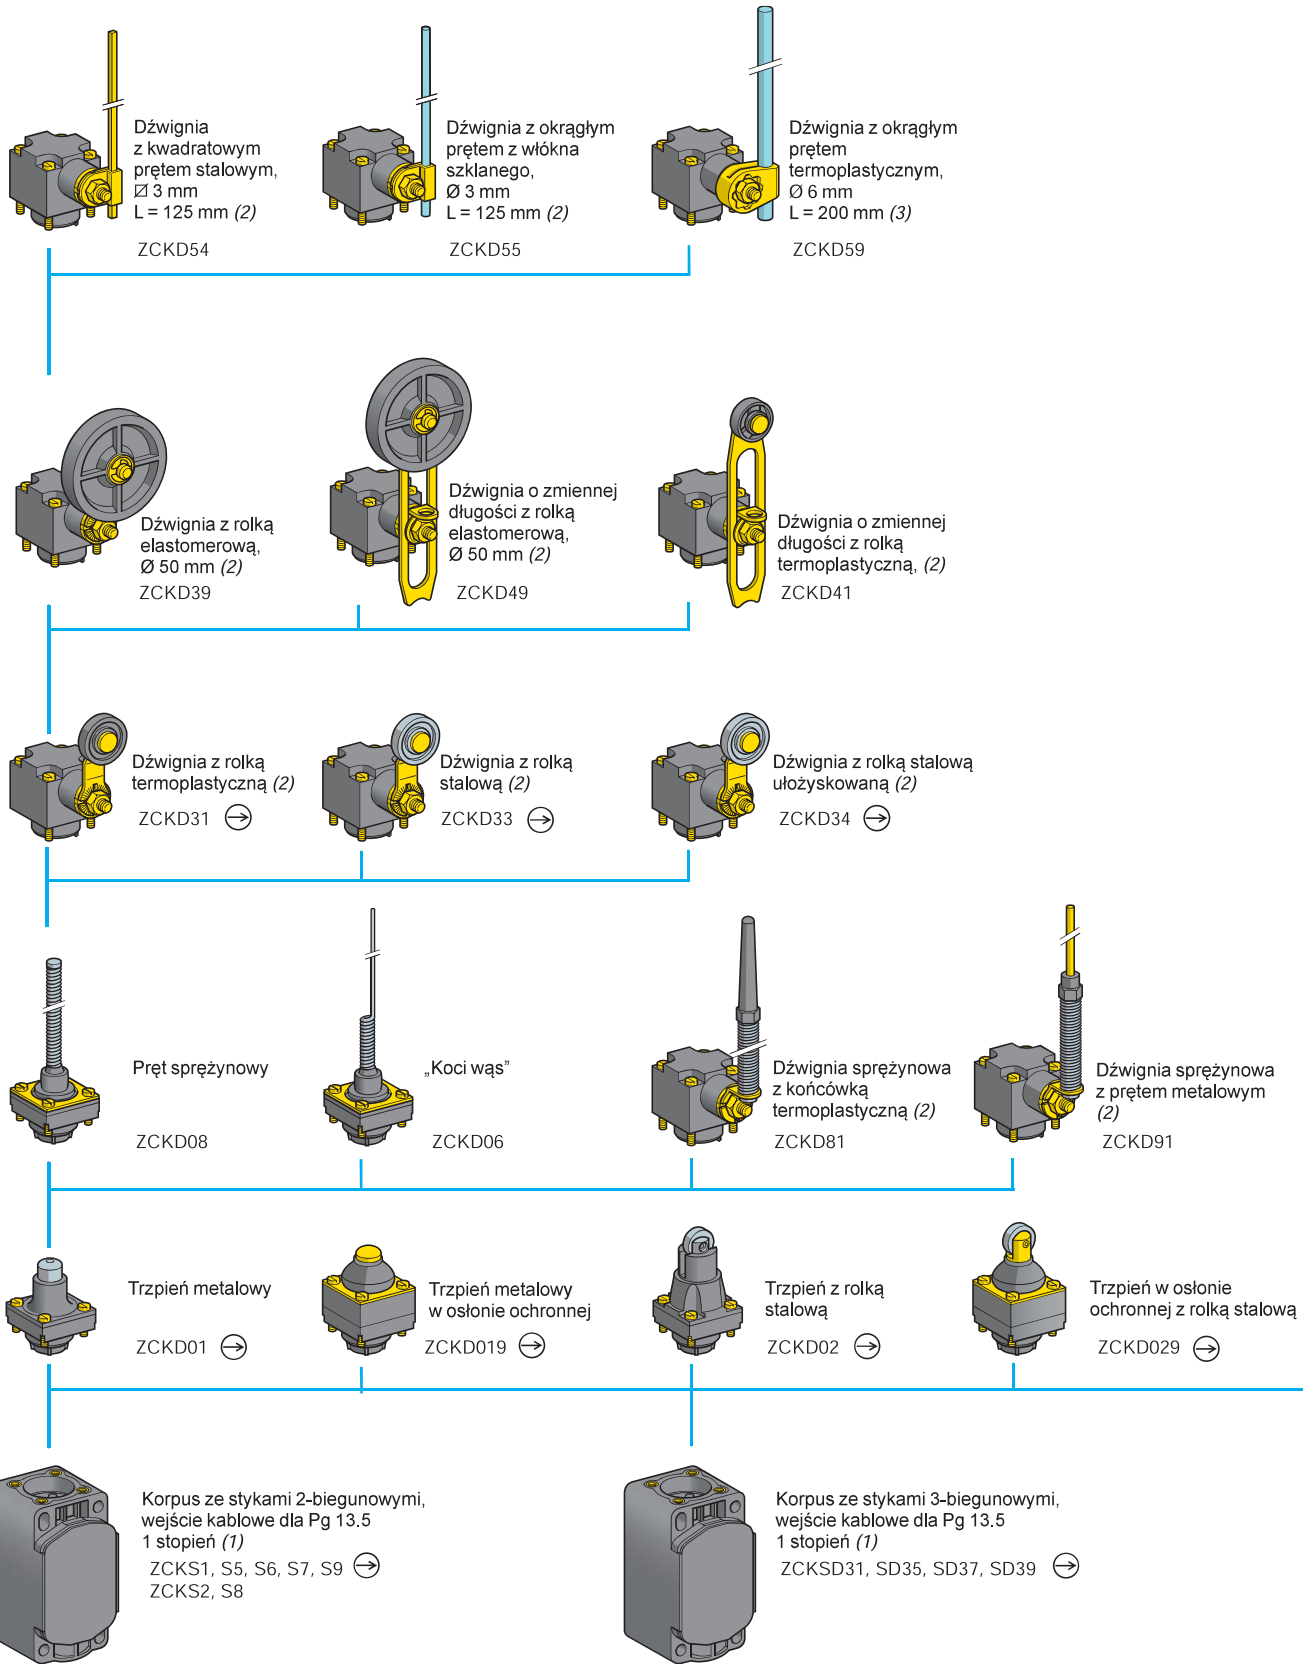 Dźwignia
z kwadratowym
prętem stalowym,
⍁ 3 mm
L = 125 mm (2)
ZCKD54
Dźwignia z okrągłym
prętem z włókna
szklanego,
Ø 3 mm
L = 125 mm (2)
ZCKD55
Dźwignia z okrągłym
prętem
termoplastycznym,
Ø 6 mm
L = 200 mm (3)
ZCKD59
Dźwignia z rolką
elastomerową,
Ø 50 mm (2)
ZCKD39
Dźwignia o zmiennej
długości z rolką
elastomerową,
Ø 50 mm (2)
ZCKD49
Dźwignia o zmiennej
długości z rolką
termoplastyczną, (2)
ZCKD41
Dźwignia z rolką
termoplastyczną (2)
ZCKD31
Dźwignia z rolką
stalową (2)
ZCKD33
Dźwignia z rolką stalową
ułożyskowaną (2)
ZCKD34
Pręt sprężynowy
ZCKD08
„Koci wąs”
ZCKD06
Dźwignia sprężynowa
z końcówką
termoplastyczną (2)
ZCKD81
Dźwignia sprężynowa
z prętem metalowym
(2)
ZCKD91
Trzpień metalowy
ZCKD01
Trzpień metalowy
w osłonie ochronnej
ZCKD019
Trzpień z rolką
stalową
ZCKD02
Trzpień w osłonie
ochronnej z rolką stalową
ZCKD029
Korpus ze stykami 2-biegunowymi,
wejście kablowe dla Pg 13.5
1 stopień (1)
ZCKS1, S5, S6, S7, S9
ZCKS2, S8
Korpus ze stykami 3-biegunowymi,
wejście kablowe dla Pg 13.5
1 stopień (1)
ZCKSD31, SD35, SD37, SD39